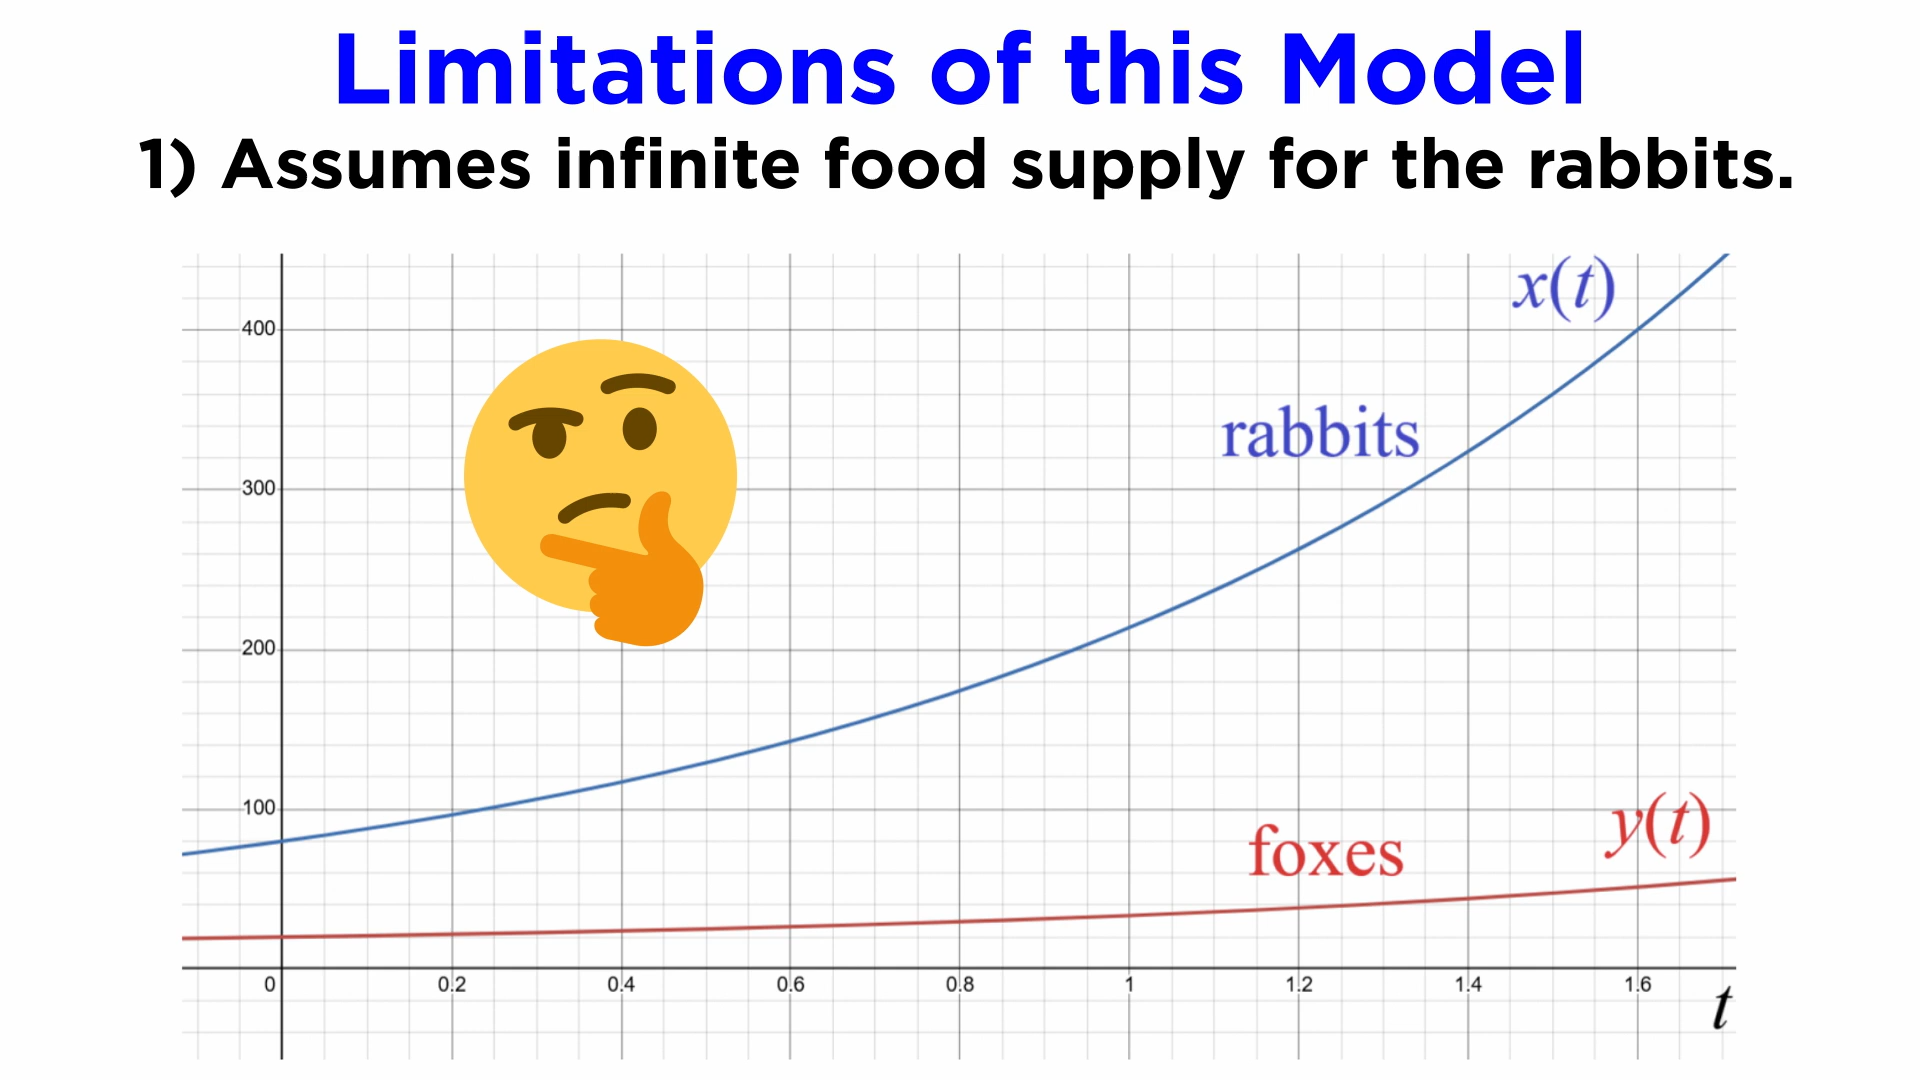 Limitations of this Model
1) Assumes infinite food supply for the rabbits.
x(t)
400
rabbits
300
200
100
y(t)
foxes
0 0.2 0.4 0.6 0.8 1 1.2 1.4 1.6
t